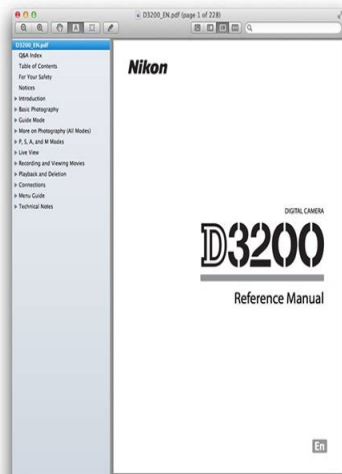 D3200_EN.pdf (page 1 of 228)
D3200_EN.pdf
Q&A Index
Table of Contents
For Your Safety
Notices
Introduction
Basic Photography
Guide Mode
More on Photography (All Modes)
P, S, A, and M Modes
Live View
Recording and Viewing Movies
Playback and Deletion
Connections
Menu Guide
Technical Notes
Nikon
DIGITAL CAMERA
D3200
Reference Manual
En